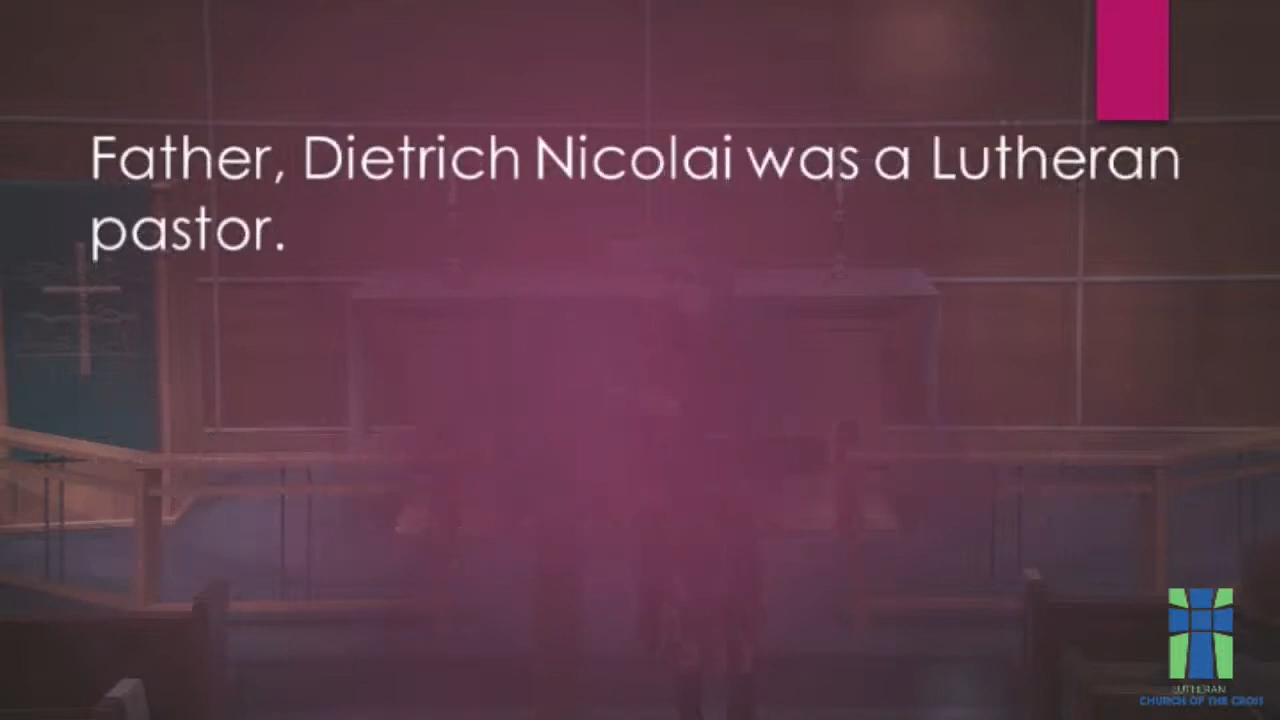 Father, Dietrich Nicolai was a Lutheran
pastor.
LUTHERAN
CHURCH OF THE CROSS